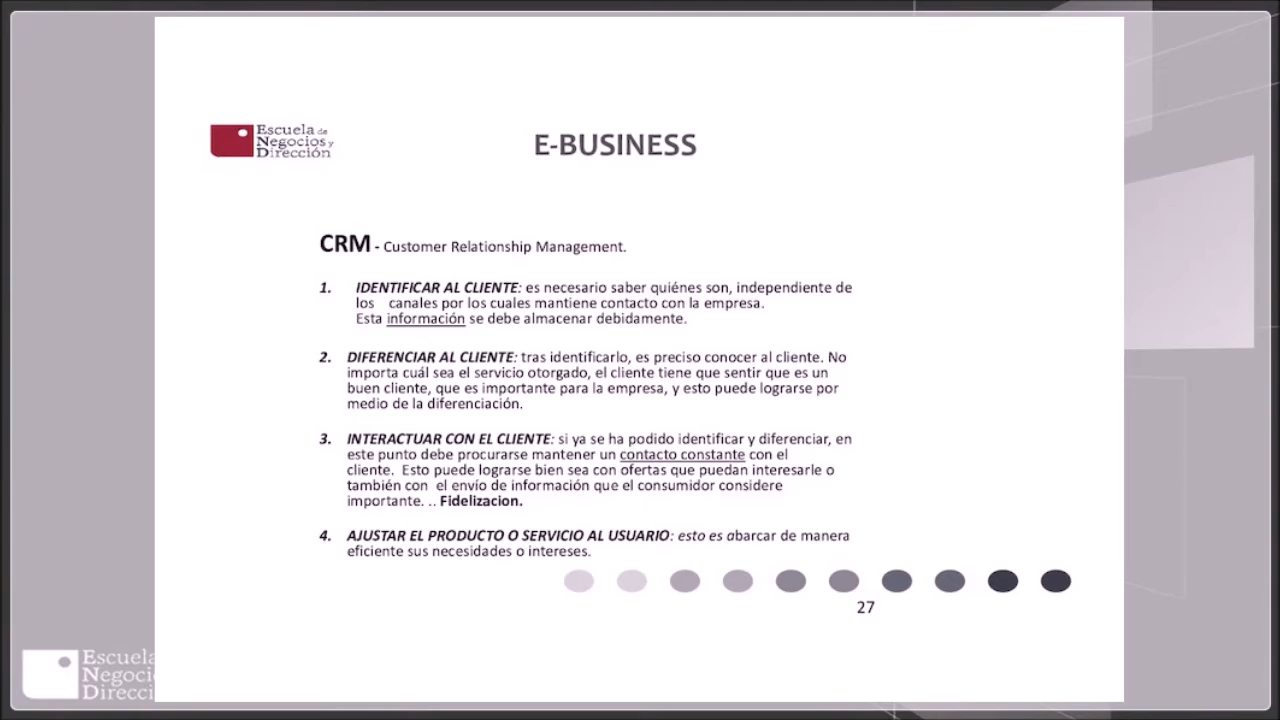 Escuela de
Negocios y
Dirección
E-BUSINESS
CRM - Customer Relationship Management.
1. IDENTIFICAR AL CLIENTE: es necesario saber quiénes son, independiente de
los canales por los cuales mantiene contacto con la empresa.
Esta información se debe almacenar debidamente.
2. DIFERENCIAR AL CLIENTE: tras identificarlo, es preciso conocer al cliente. No
importa cuál sea el servicio otorgado, el cliente tiene que sentir que es un
buen cliente, que es importante para la empresa, y esto puede lograrse por
medio de la diferenciación.
3. INTERACTUAR CON EL CLIENTE: si ya se ha podido identificar y diferenciar, en
este punto debe procurarse mantener un contacto constante con el
cliente. Esto puede lograrse bien sea con ofertas que puedan interesarle o
también con el envío de información que el consumidor considere
importante. .. Fidelizacion.
4. AJUSTAR EL PRODUCTO O SERVICIO AL USUARIO: esto es abarcar de manera
eficiente sus necesidades o intereses.
27
Escuela
Negoci
Direcci